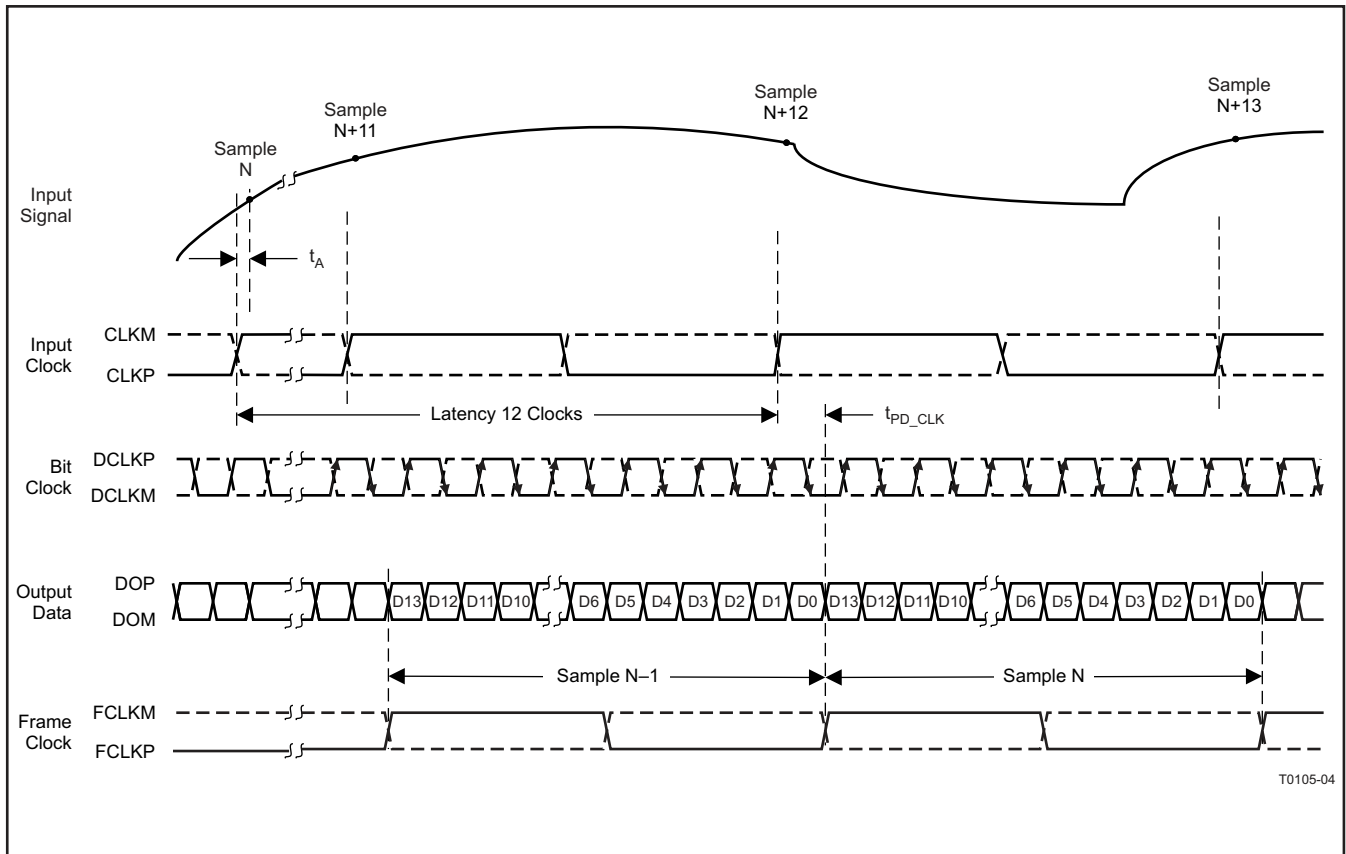 Sample
N
Sample
N+11
Sample
N+12
Sample
N+13
Input
Signal
tA
Input
Clock
CLKM
CLKP
Latency 12 Clocks
tPD_CLK
Bit
Clock
DCLKP
DCLKM
Output
Data
DOP
DOM
D13 D12 D11 D10 D6 D5 D4 D3 D2 D1 D0 D13 D12 D11 D10 D6 D5 D4 D3 D2 D1 D0
Sample N–1
Sample N
Frame
Clock
FCLKM
FCLKP
T0105-04